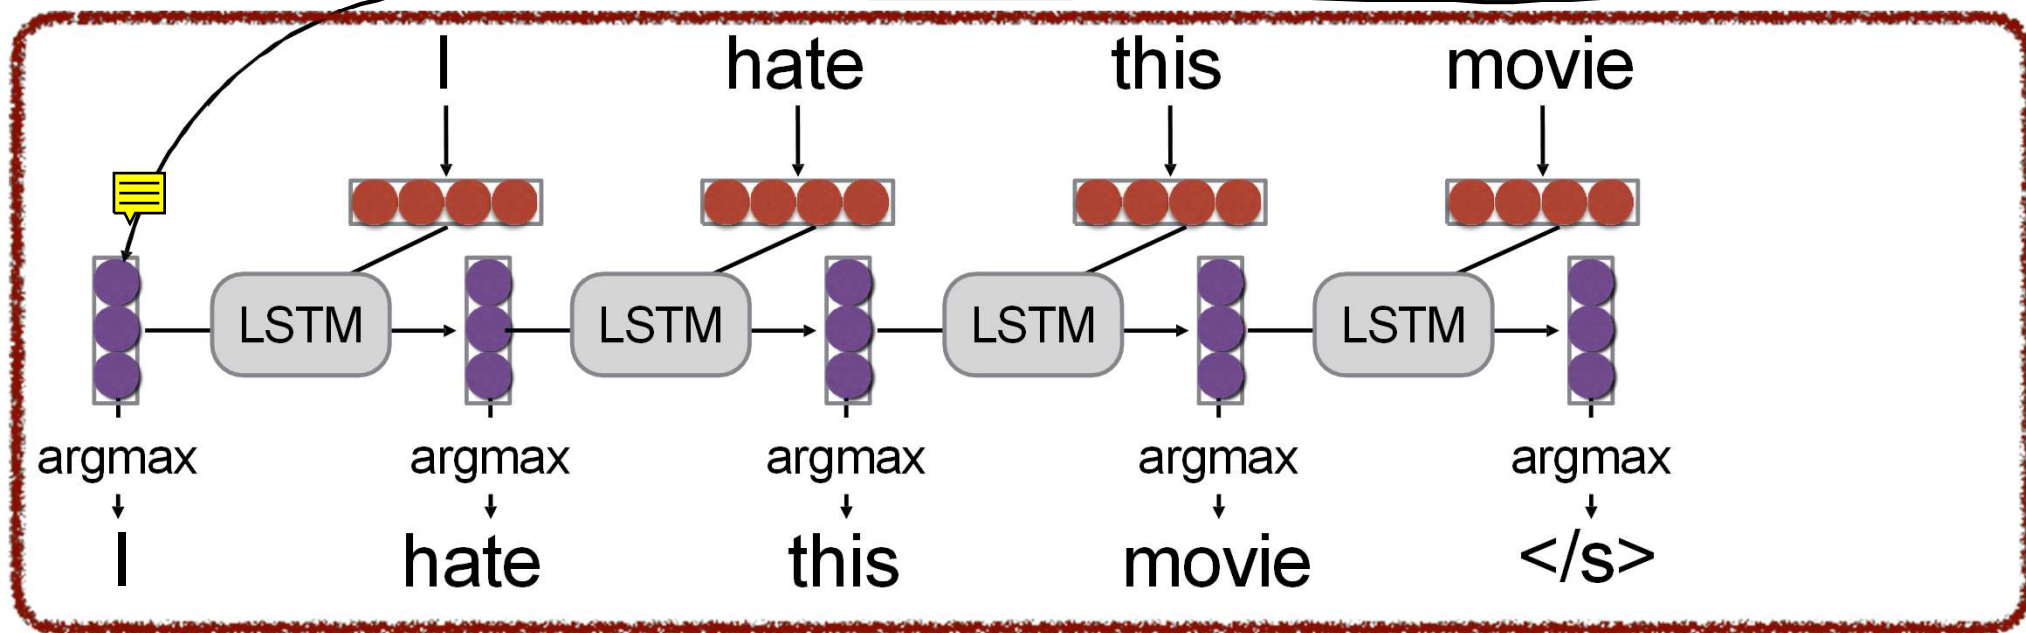 I hate this movie
LSTM LSTM LSTM LSTM
argmax argmax argmax argmax argmax
I hate this movie </s>